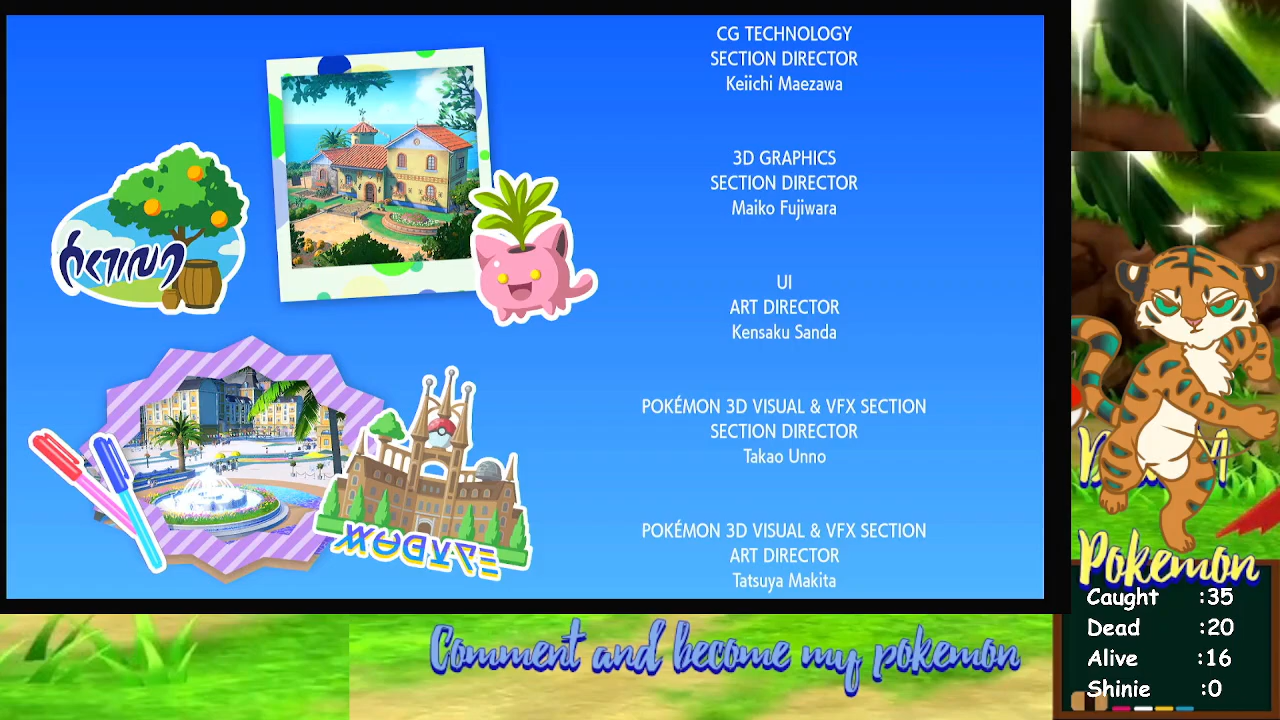 CG TECHNOLOGY
SECTION DIRECTOR
Keiichi Maezawa
3D GRAPHICS
SECTION DIRECTOR
Maiko Fujiwara
UI
ART DIRECTOR
Kensaku Sanda
POKÉMON 3D VISUAL & VFX SECTION
SECTION DIRECTOR
Takao Unno
POKÉMON 3D VISUAL & VFX SECTION
ART DIRECTOR
Tatsuya Makita
Pokemon
Caught :35
Dead :20
Alive :16
Shinie :0
Comment and become my pokemon